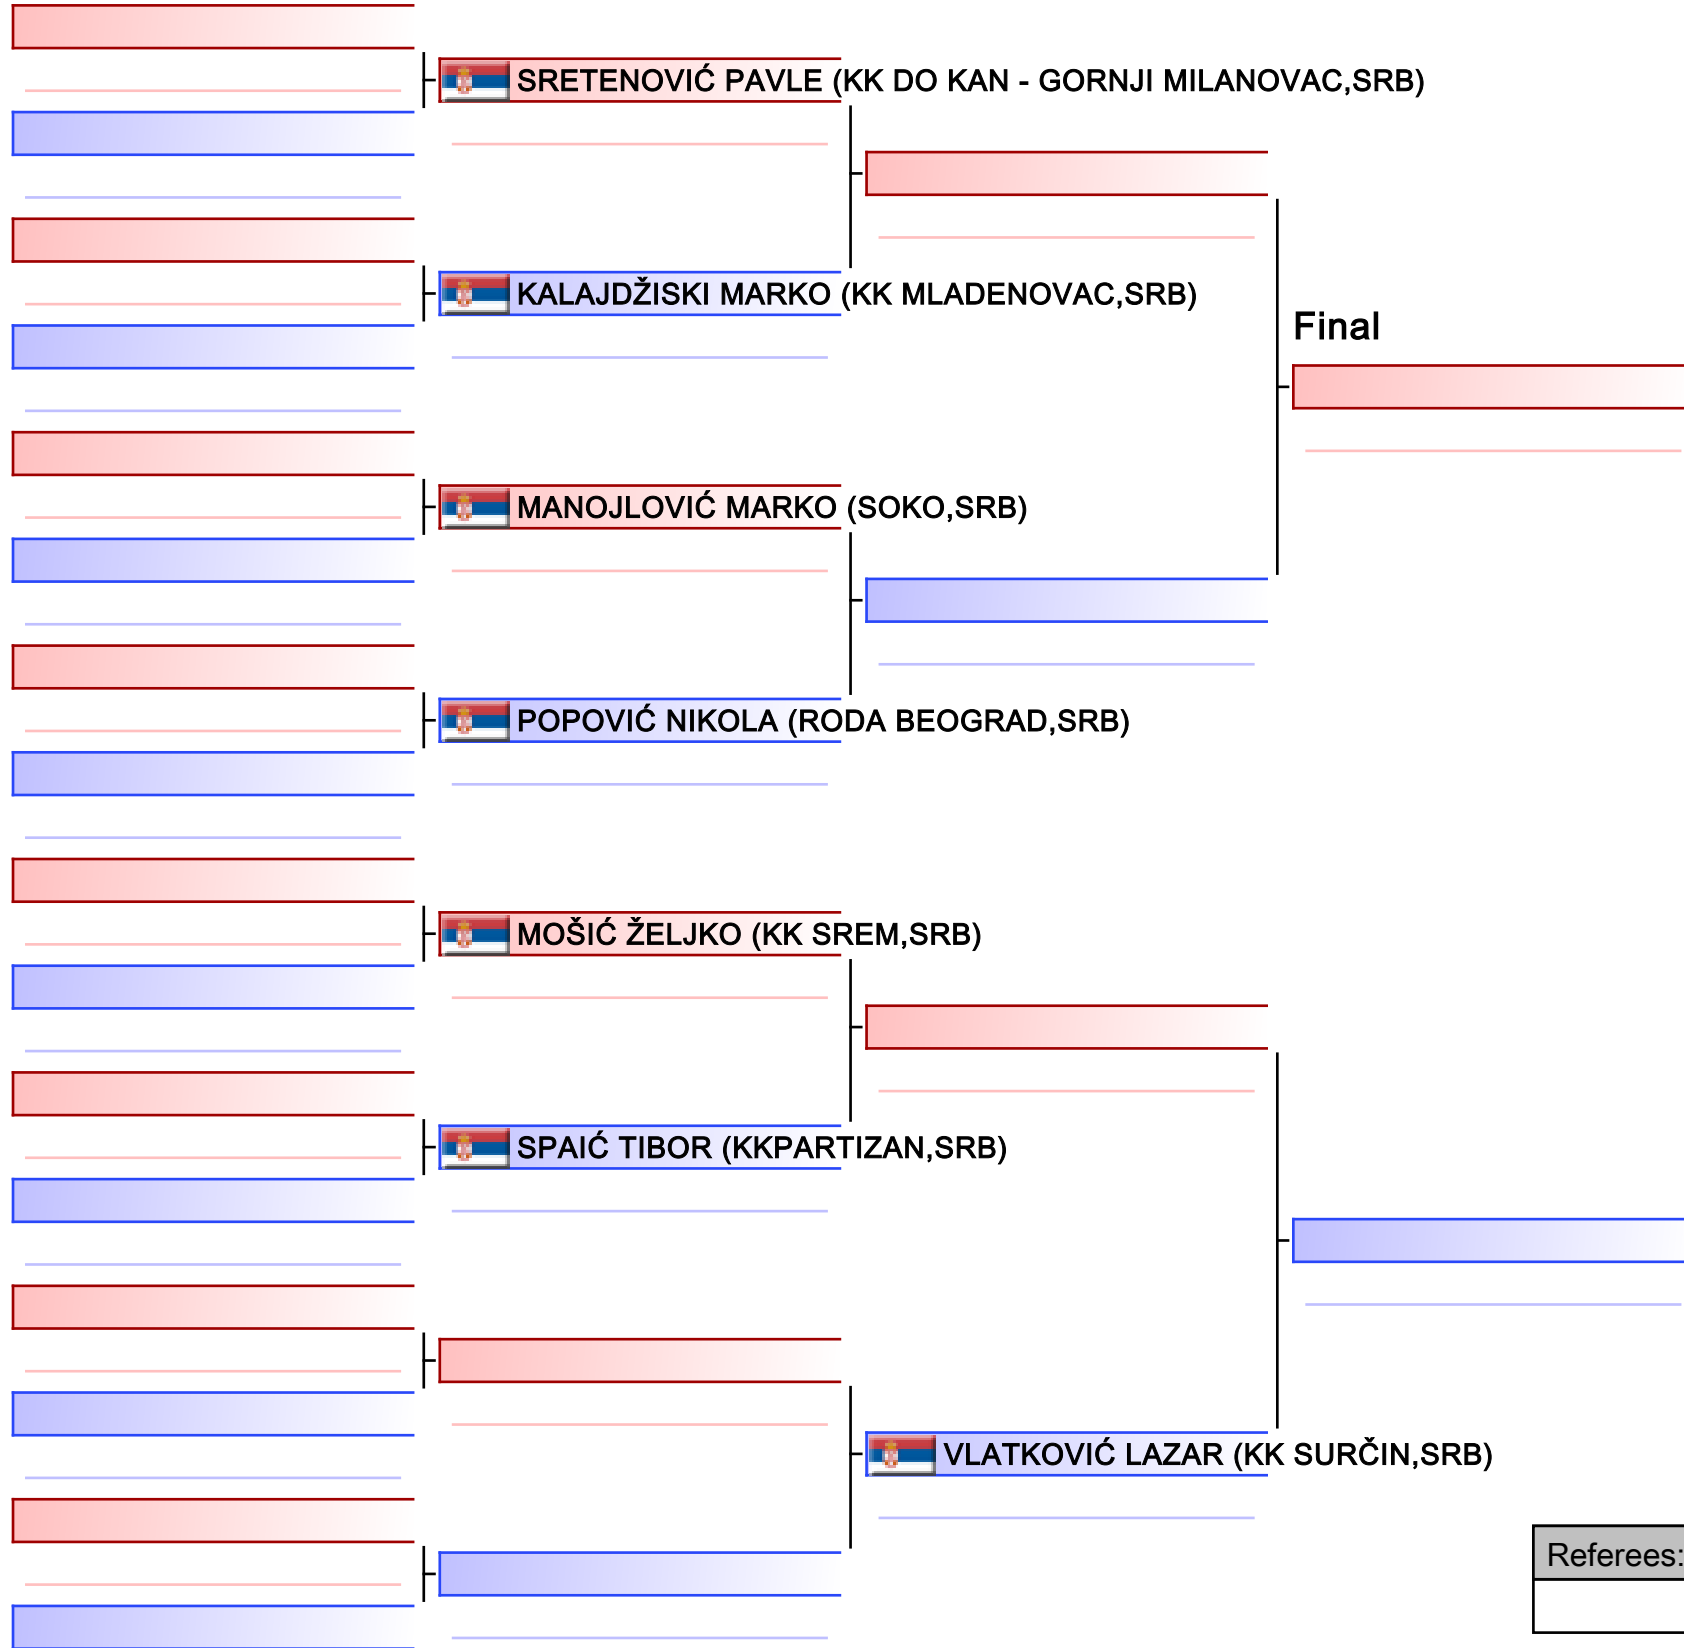 SRETENOVIĆ PAVLE (KK DO KAN - GORNJI MILANOVAC,SRB)
KALAJDŽISKI MARKO (KK MLADENOVAC,SRB)
Final
MANOJLOVIĆ MARKO (SOKO,SRB)
POPOVIĆ NIKOLA (RODA BEOGRAD,SRB)
MOŠIĆ ŽELJKO (KK SREM,SRB)
SPAIĆ TIBOR (KKPARTIZAN,SRB)
VLATKOVIĆ LAZAR (KK SURČIN,SRB)
Referees: